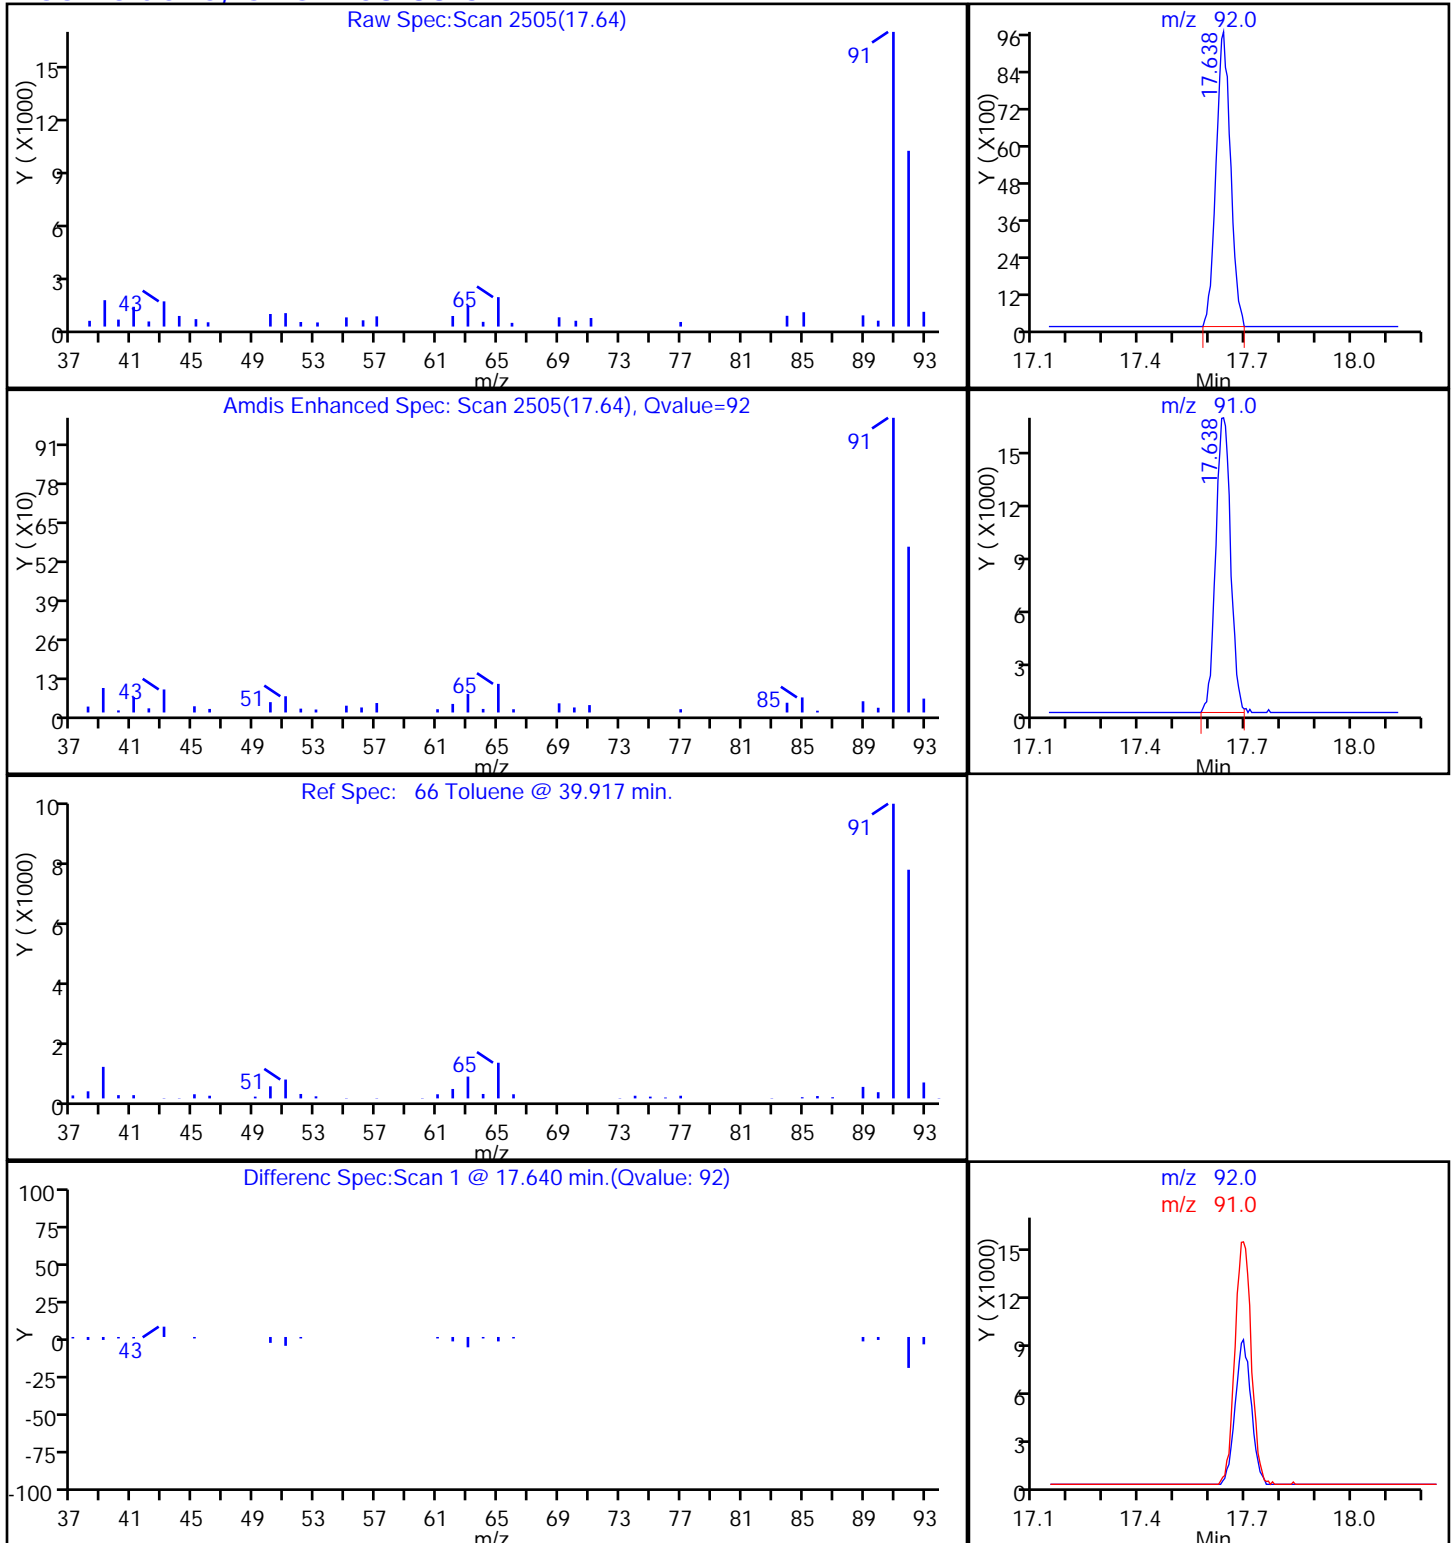 Raw Spec:Scan 2505(17.64)
Y ( X1000)
15
12
9
6
3
0
91
43
65
37 41 45 49 53 57 61 65 69 73 77 81 85 89 93
m/z
m/z 92.0
Y ( X100)
96
84
72
60
48
36
24
12
0
17.638
17.1 17.4 17.7 18.0
Min
Amdis Enhanced Spec: Scan 2505(17.64), Qvalue=92
Y ( X10)
91
78
65
52
39
26
13
0
91
43
51
65
85
37 41 45 49 53 57 61 65 69 73 77 81 85 89 93
m/z
m/z 91.0
Y ( X1000)
15
12
9
6
3
0
17.638
17.1 17.4 17.7 18.0
Min
Ref Spec: 66 Toluene @ 39.917 min.
Y ( X1000)
10
8
6
4
2
0
91
51
65
37 41 45 49 53 57 61 65 69 73 77 81 85 89 93
m/z
Differenc Spec:Scan 1 @ 17.640 min.(Qvalue: 92)
Y
100
75
50
25
0
-25
-50
-75
-100
43
37 41 45 49 53 57 61 65 69 73 77 81 85 89 93
m/z
m/z 92.0
m/z 91.0
Y ( X1000)
15
12
9
6
3
0
17.1 17.4 17.7 18.0
Min